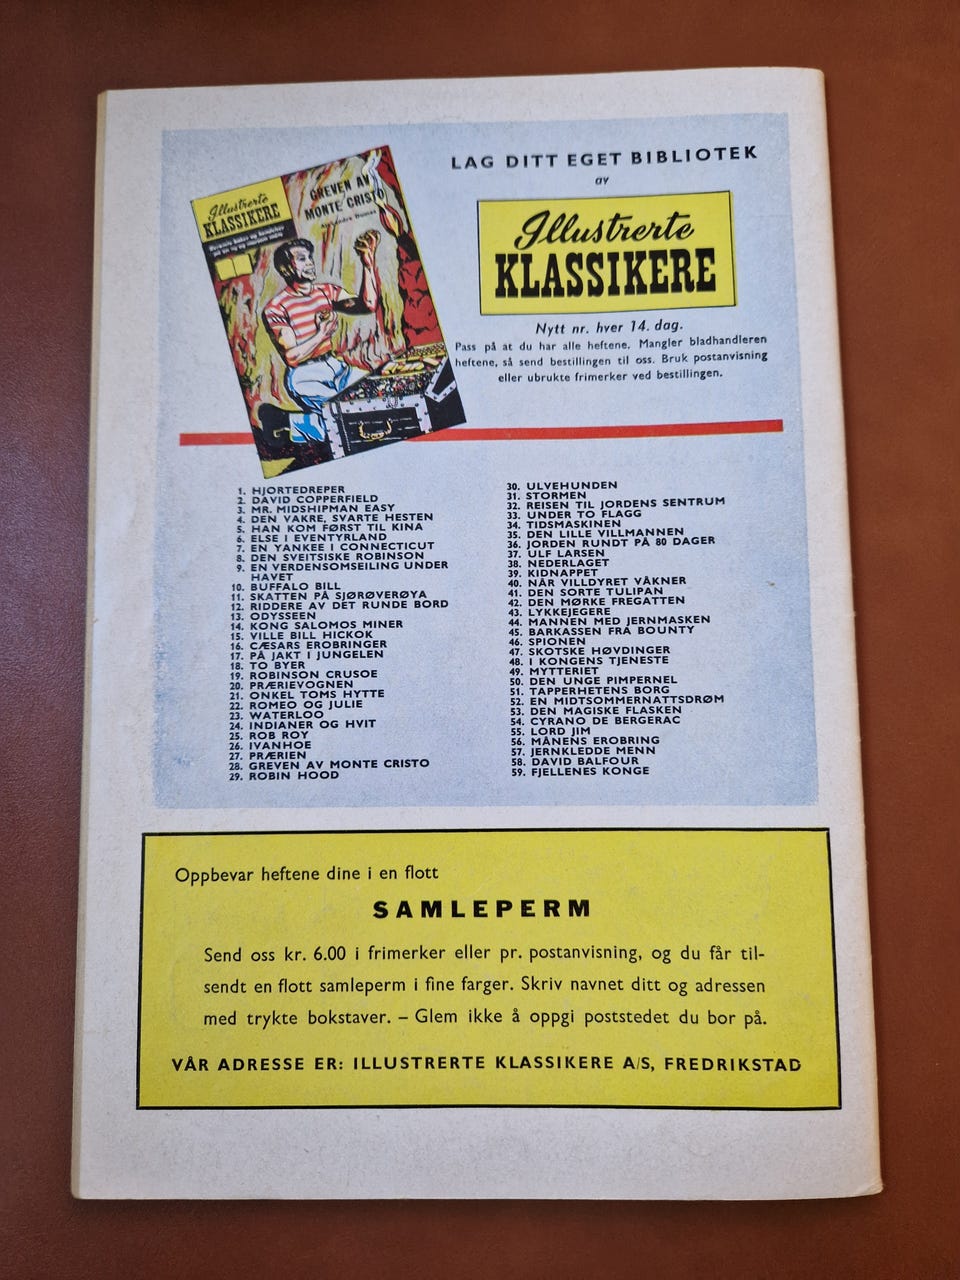 LAG DITT EGET BIBLIOTEK
av
Illustrerte
KLASSIKERE
Nytt nr. hver 14. dag.
Pass på at du har alle heftene. Mangler bladhandleren
heftene, så send bestillingen til oss. Bruk postanvisning
eller ubrukte frimerker ved bestillingen.
Illustrerte
KLASSIKERE
GREVEN AV
MONTE CRISTO
Alexandre Dumas
1. HJORTEDREPER
2. DAVID COPPERFIELD
3. MR. MIDSHIPMAN EASY
4. DEN VAKRE, SVARTE HESTEN
5. HAN KOM FØRST TIL KINA
6. ELSE I EVENTYRLAND
7. EN YANKEE I CONNECTICUT
8. DEN SVEITSISKE ROBINSON
9. EN VERDENSOMSEILING UNDER
HAVET
10. BUFFALO BILL
11. SKATTEN PÅ SJØRØVERØYA
12. RIDDERE AV DET RUNDE BORD
13. ODYSSEEN
14. KONG SALOMOS MINER
15. VILLE BILL HICKOK
16. CÆSARS EROBRINGER
17. PÅ JAKT I JUNGELEN
18. TO BYER
19. ROBINSON CRUSOE
20. PRÆRIEVOGNEN
21. ONKEL TOMS HYTTE
22. ROMEO OG JULIE
23. WATERLOO
24. INDIANER OG HVIT
25. ROB ROY
26. IVANHOE
27. PRÆRIEN
28. GREVEN AV MONTE CRISTO
29. ROBIN HOOD
30. ULVEHUNDEN
31. STORMEN
32. REISEN TIL JORDENS SENTRUM
33. UNDER TO FLAGG
34. TIDSMASKINEN
35. DEN LILLE VILLMANNEN
36. JORDEN RUNDT PÅ 80 DAGER
37. ULF LARSEN
38. NEDERLAGET
39. KIDNAPPET
40. NÅR VILLDYRET VÅKNER
41. DEN SORTE TULIPAN
42. DEN MØRKE FREGATTEN
43. LYKKEJEGERE
44. MANNEN MED JERNMASKEN
45. BARKASSEN FRA BOUNTY
46. SPIONEN
47. SKOTSKE HØVDINGER
48. I KONGENS TJENESTE
49. MYTTERIET
50. DEN UNGE PIMPERNEL
51. TAPPERHETENS BORG
52. EN MIDTSOMMERNATTSDRØM
53. DEN MAGISKE FLASKEN
54. CYRANO DE BERGERAC
55. LORD JIM
56. MÅNENS EROBRING
57. JERNKLEDDE MENN
58. DAVID BALFOUR
59. FJELLENES KONGE
Oppbevar heftene dine i en flott
SAMLEPERM
Send oss kr. 6.00 i frimerker eller pr. postanvisning, og du får til-
sendt en flott samleperm i fine farger. Skriv navnet ditt og adressen
med trykte bokstaver. – Glem ikke å oppgi poststedet du bor på.
VÅR ADRESSE ER: ILLUSTRERTE KLASSIKERE A/S, FREDRIKSTAD